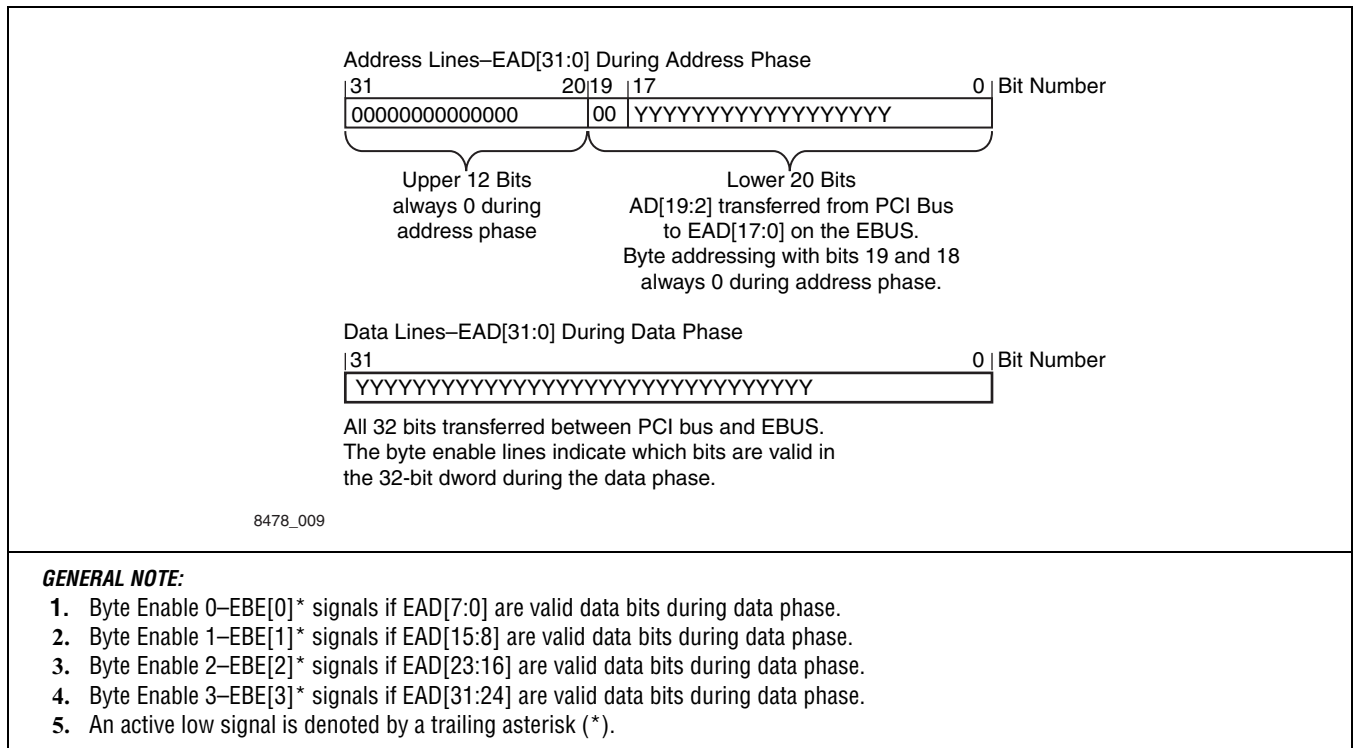 Address Lines–EAD[31:0] During Address Phase
31 20 19 17 0 Bit Number
00000000000000 00 YYYYYYYYYYYYYYYYYY
Upper 12 Bits
always 0 during
address phase
Lower 20 Bits
AD[19:2] transferred from PCI Bus
to EAD[17:0] on the EBUS.
Byte addressing with bits 19 and 18
always 0 during address phase.
Data Lines–EAD[31:0] During Data Phase
31 0 Bit Number
YYYYYYYYYYYYYYYYYYYYYYYYYYYYYYYY
All 32 bits transferred between PCI bus and EBUS.
The byte enable lines indicate which bits are valid in
the 32-bit dword during the data phase.
8478_009
GENERAL NOTE:
1. Byte Enable 0–EBE[0]* signals if EAD[7:0] are valid data bits during data phase.
2. Byte Enable 1–EBE[1]* signals if EAD[15:8] are valid data bits during data phase.
3. Byte Enable 2–EBE[2]* signals if EAD[23:16] are valid data bits during data phase.
4. Byte Enable 3–EBE[3]* signals if EAD[31:24] are valid data bits during data phase.
5. An active low signal is denoted by a trailing asterisk (*).